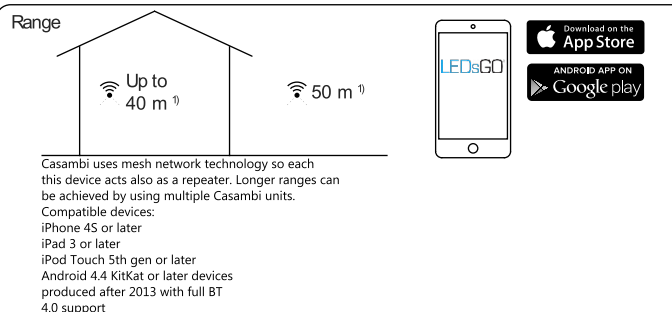 Range
Up to
40 m 1)
50 m 1)
LEDsGO
Download on the
App Store
ANDROID APP ON
Google play
Casambi uses mesh network technology so each
this device acts also as a repeater. Longer ranges can
be achieved by using multiple Casambi units.
Compatible devices:
iPhone 4S or later
iPad 3 or later
iPod Touch 5th gen or later
Android 4.4 KitKat or later devices
produced after 2013 with full BT
4.0 support